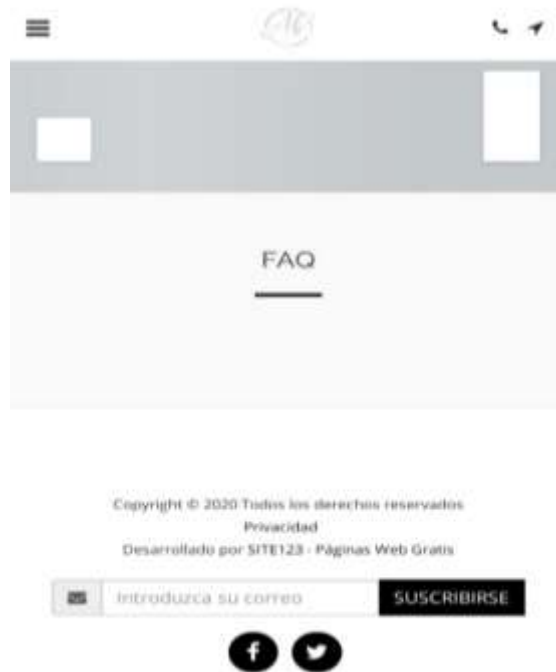 FAQ
Copyright © 2020 Todos los derechos reservados
Privacidad
Desarrollado por SITE123 - Páginas Web Gratis
Introduzca su correo SUSCRIBIRSE